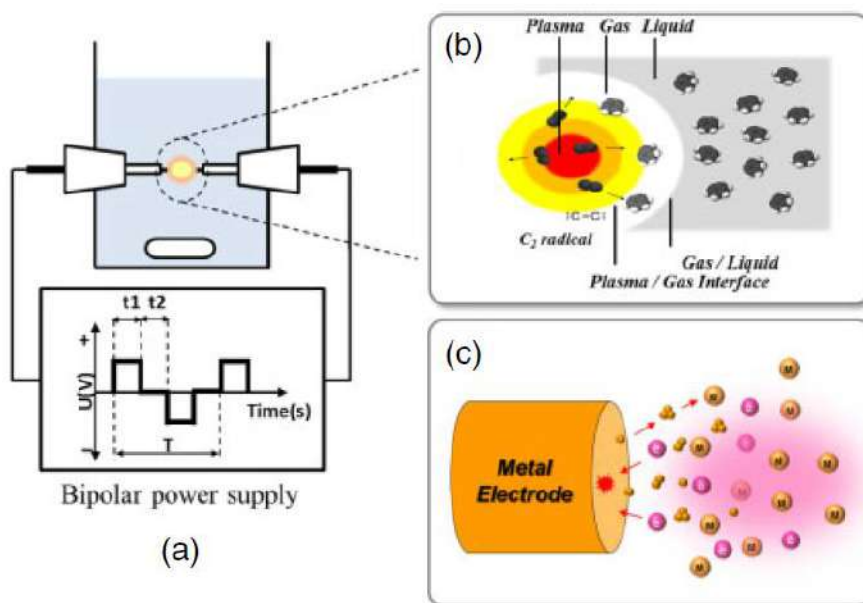 (a)
t1 t2
+
U(V)
–
Time(s)
T
Bipolar power supply
(b)
Plasma Gas Liquid
|C=C|
C₂ radical
Gas / Liquid
Plasma / Gas Interface
(c)
Metal
Electrode
M
M
M
M
M
M
M
M
M
M
M
M
e
e
e
e
e
e